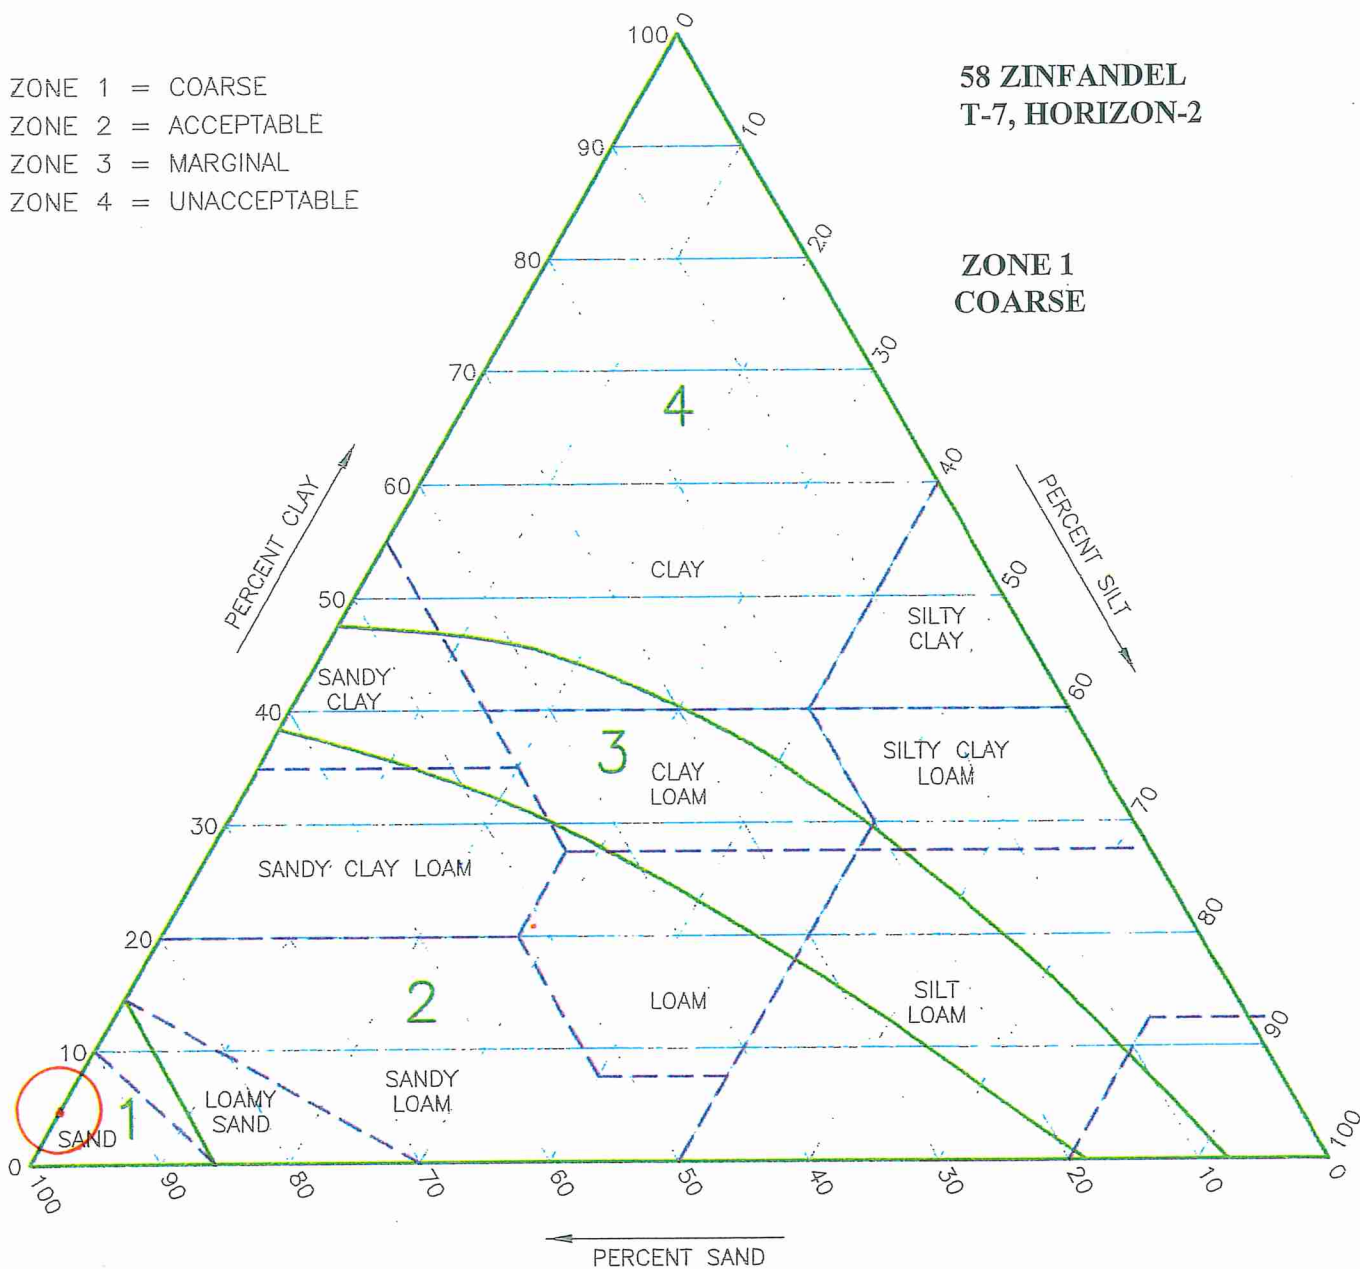 ZONE 1 = COARSE
ZONE 2 = ACCEPTABLE
ZONE 3 = MARGINAL
ZONE 4 = UNACCEPTABLE
58 ZINFANDEL
T-7, HORIZON-2
ZONE 1
COARSE
100
0
90
10
80
20
70
30
4
60
40
PERCENT CLAY
PERCENT SILT
CLAY
50
50
SILTY
CLAY
SANDY
CLAY
40
60
3
CLAY
LOAM
SILTY CLAY
LOAM
30
70
SANDY CLAY LOAM
20
80
2
LOAM
SILT
LOAM
10
90
SANDY
LOAM
LOAMY
SAND
1
SAND
0
100
100
90
80
70
60
50
40
30
20
10
0
PERCENT SAND